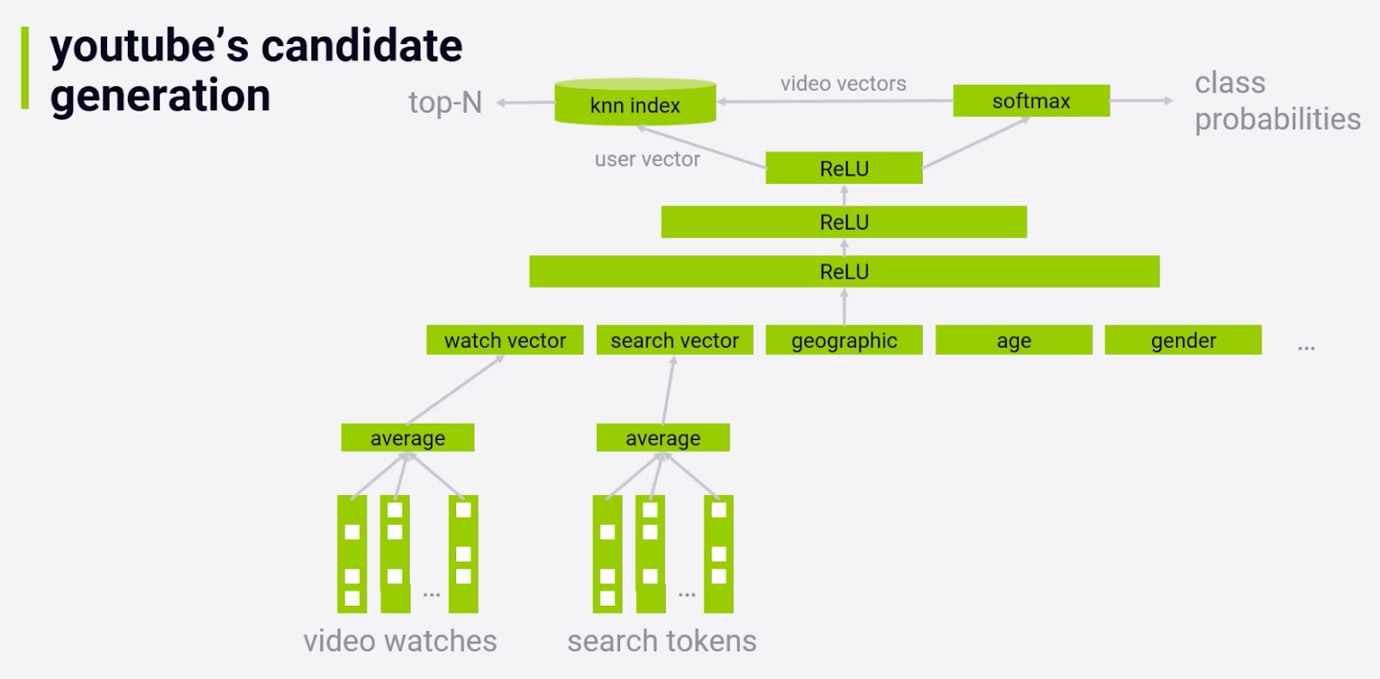 youtube’s candidate
generation
top-N
knn index
video vectors
softmax
class
probabilities
user vector
ReLU
ReLU
ReLU
watch vector
search vector
geographic
age
gender
...
average
average
...
...
video watches
search tokens